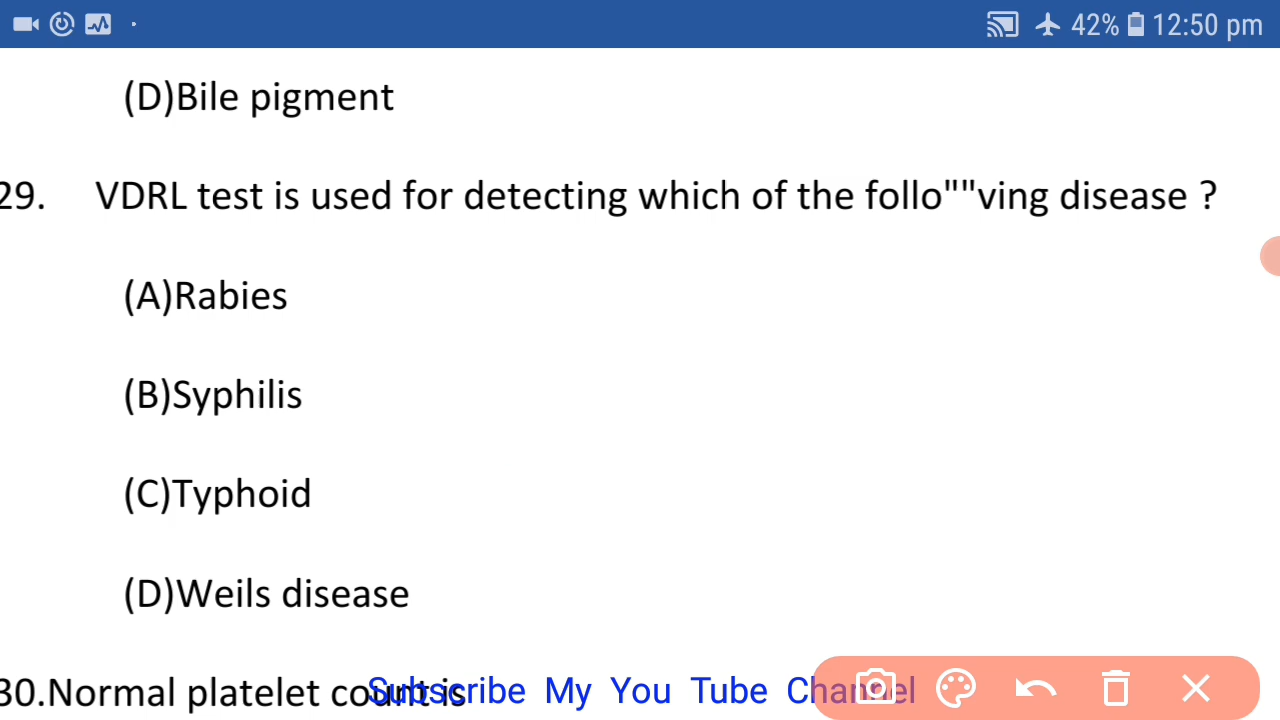 42% 12:50 pm
(D)Bile pigment
29. VDRL test is used for detecting which of the follo""ving disease ?
(A)Rabies
(B)Syphilis
(C)Typhoid
(D)Weils disease
30.Normal platelet count is
Subscribe My You Tube Channel